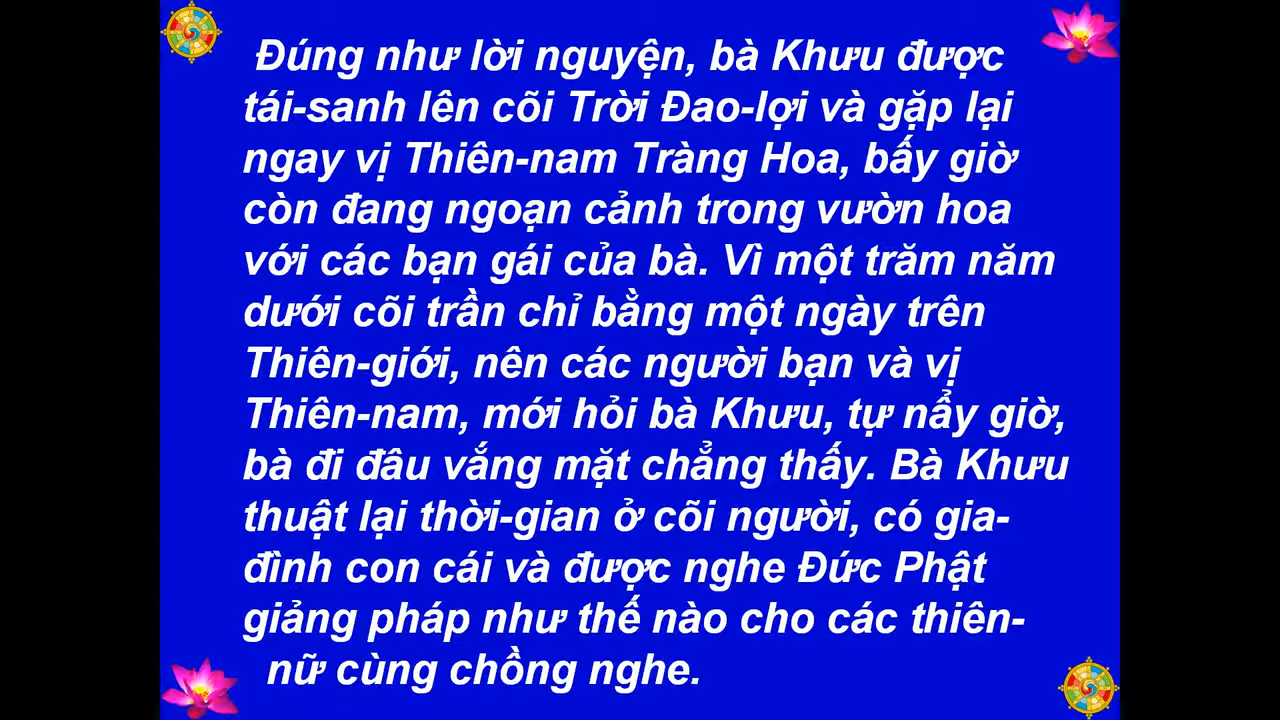 Đúng như lời nguyện, bà Khưu được
tái-sanh lên cõi Trời Đao-lợi và gặp lại
ngay vị Thiên-nam Tràng Hoa, bấy giờ
còn đang ngoạn cảnh trong vườn hoa
với các bạn gái của bà. Vì một trăm năm
dưới cõi trần chỉ bằng một ngày trên
Thiên-giới, nên các người bạn và vị
Thiên-nam, mới hỏi bà Khưu, tự nẩy giờ,
bà đi đâu vắng mặt chẳng thấy. Bà Khưu
thuật lại thời-gian ở cõi người, có gia-
đình con cái và được nghe Đức Phật
giảng pháp như thế nào cho các thiên-
nữ cùng chồng nghe.